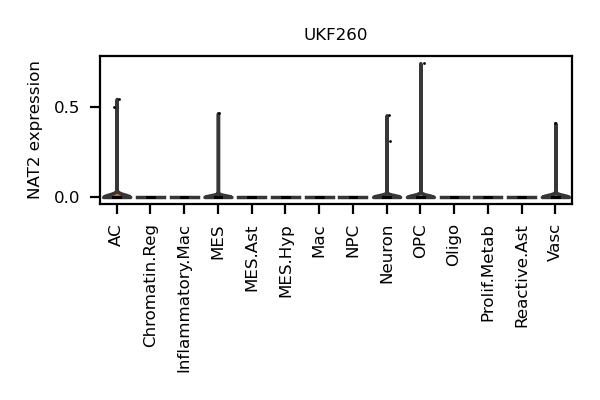 UKF260
NAT2 expression
0.5
0.0
AC
Chromatin.Reg
Inflammatory.Mac
MES
MES.Ast
MES.Hyp
Mac
NPC
Neuron
OPC
Oligo
Prolif.Metab
Reactive.Ast
Vasc